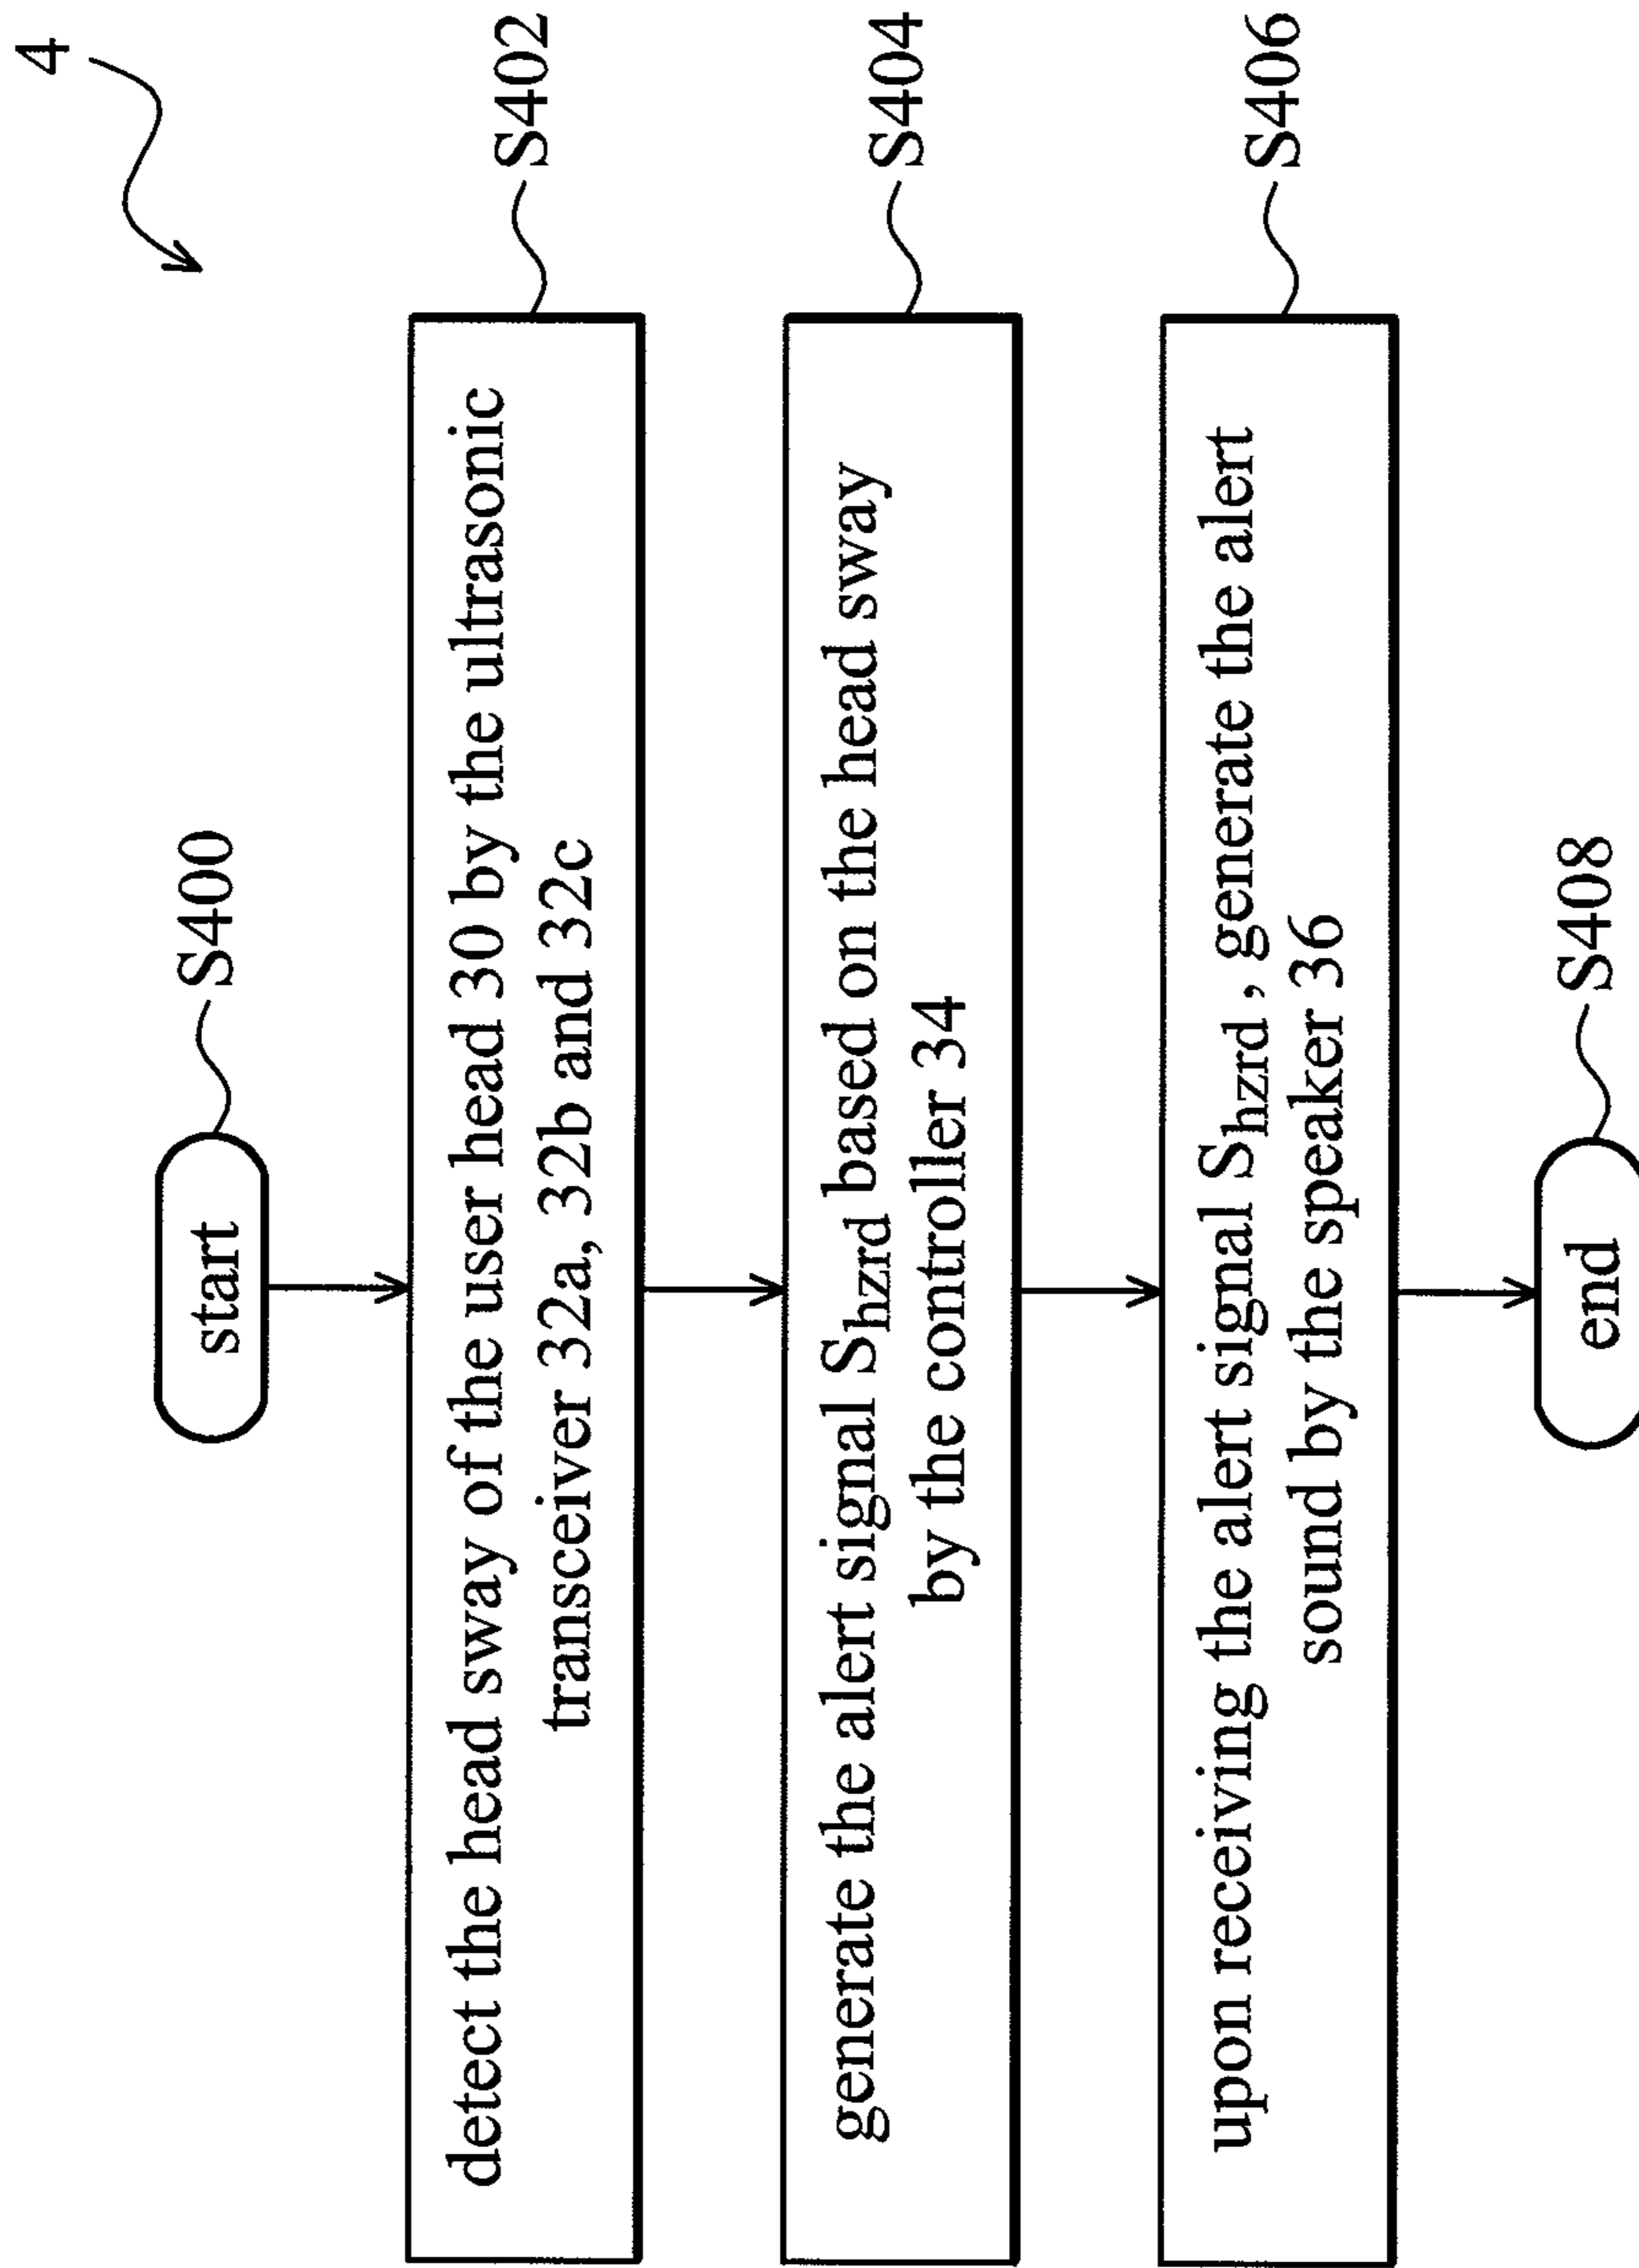 4
start
S400
detect the head sway of the user head 30 by the ultrasonic
transceiver 32a, 32b and 32c
S402
generate the alert signal Shzrd based on the head sway
by the controller 34
S404
upon receiving the alert signal Shzrd, generate the alert
sound by the speaker 36
S406
end
S408